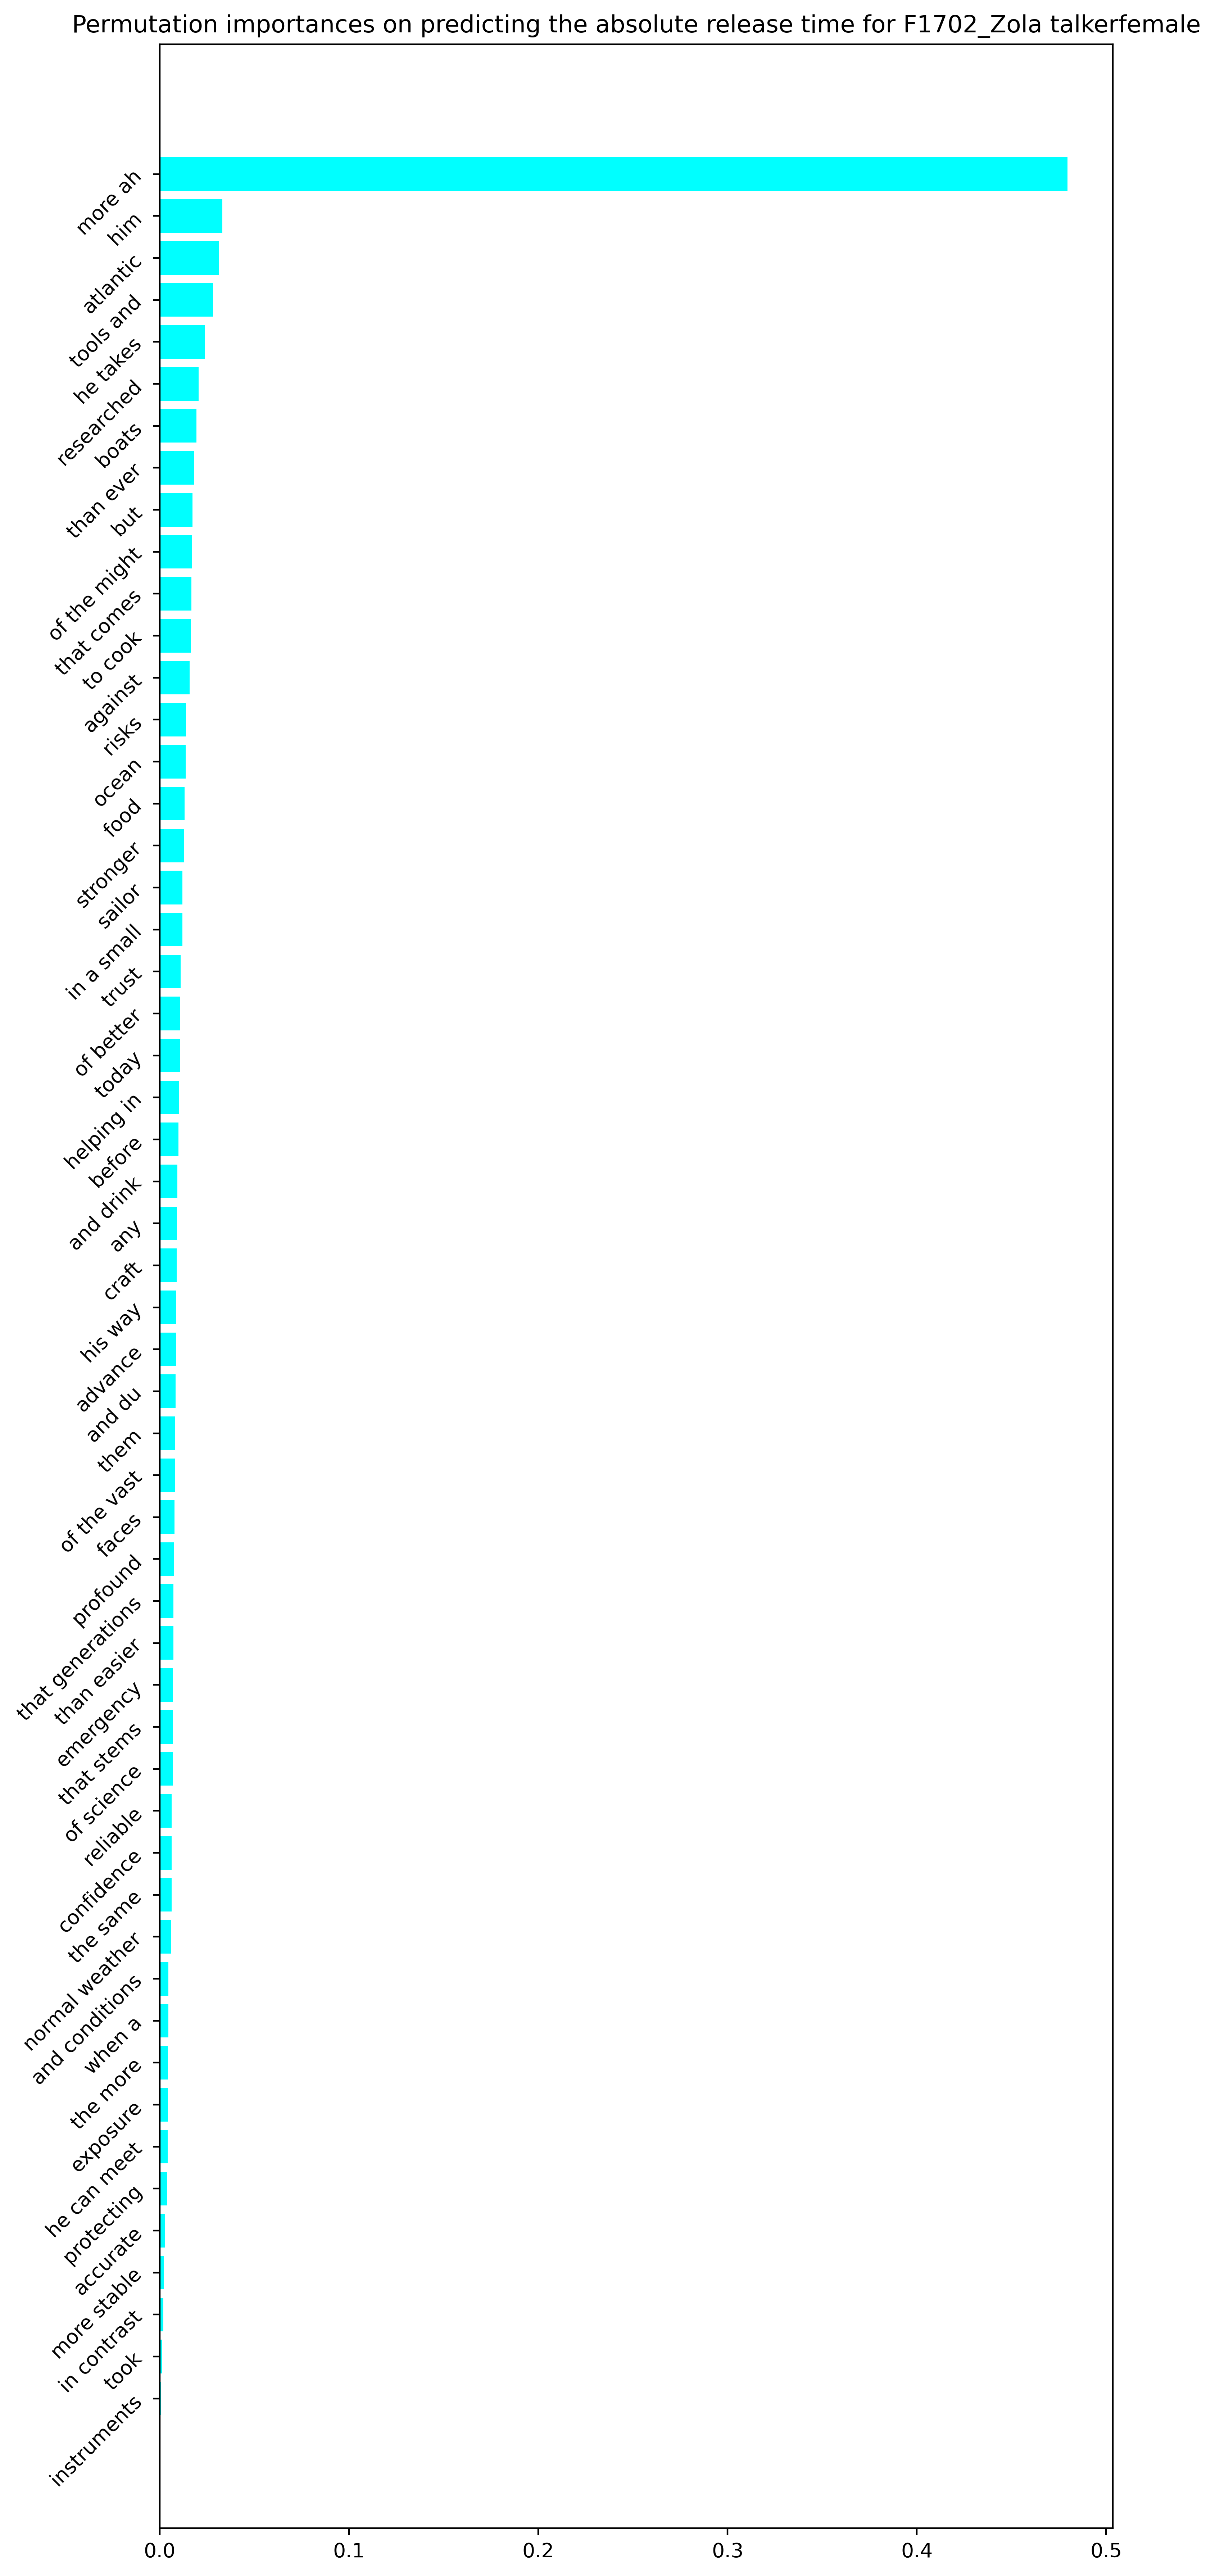 Permutation importances on predicting the absolute release time for F1702_Zola talkerfemale
more ah
him
atlantic
tools and
he takes
researched
boats
than ever
but
of the might
that comes
to cook
against
risks
ocean
food
stronger
sailor
in a small
trust
of better
today
helping in
before
and drink
any
craft
his way
advance
and du
them
of the vast
faces
profound
that generations
than easier
emergency
that stems
of science
reliable
confidence
the same
normal weather
and conditions
when a
the more
exposure
he can meet
protecting
accurate
more stable
in contrast
took
instruments
0.0 0.1 0.2 0.3 0.4 0.5